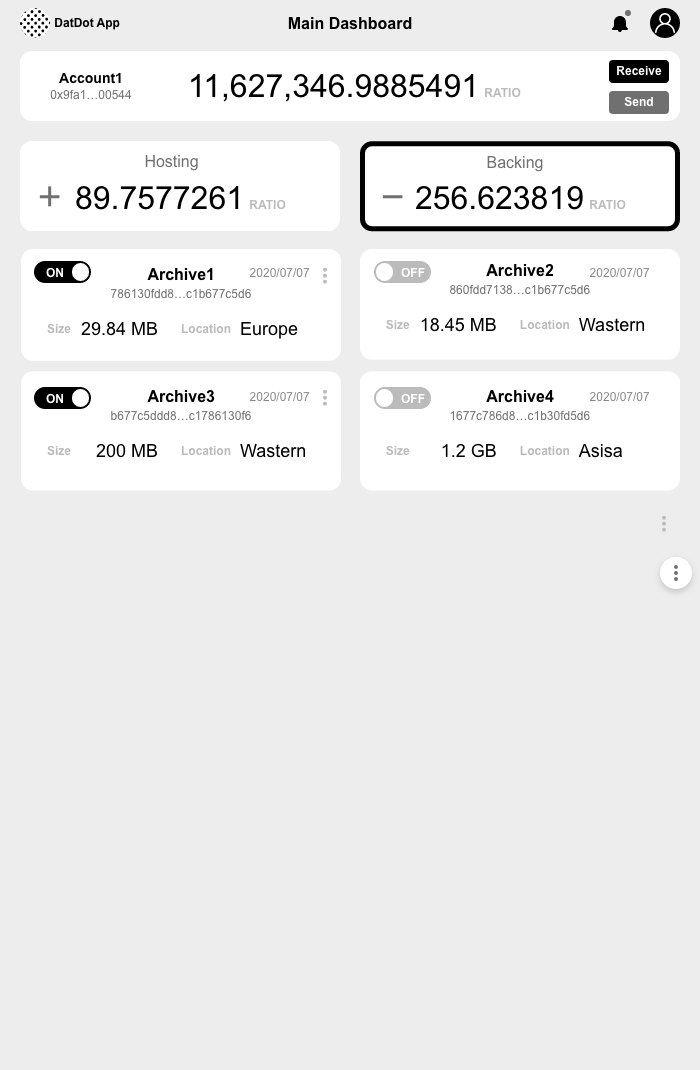 DatDot App
Main Dashboard
Account1
0x9fa1...00544
11,627,346.9885491 RATIO
Receive
Send
Hosting
+ 89.7577261 RATIO
Backing
− 256.623819 RATIO
ON
Archive1
2020/07/07
786130fdd8...c1b677c5d6
Size 29.84 MB Location Europe
OFF
Archive2
2020/07/07
860fdd7138...c1b677c5d6
Size 18.45 MB Location Wastern
ON
Archive3
2020/07/07
b677c5ddd8...c1786130f6
Size 200 MB Location Wastern
OFF
Archive4
2020/07/07
1677c786d8...c1b30fd5d6
Size 1.2 GB Location Asisa